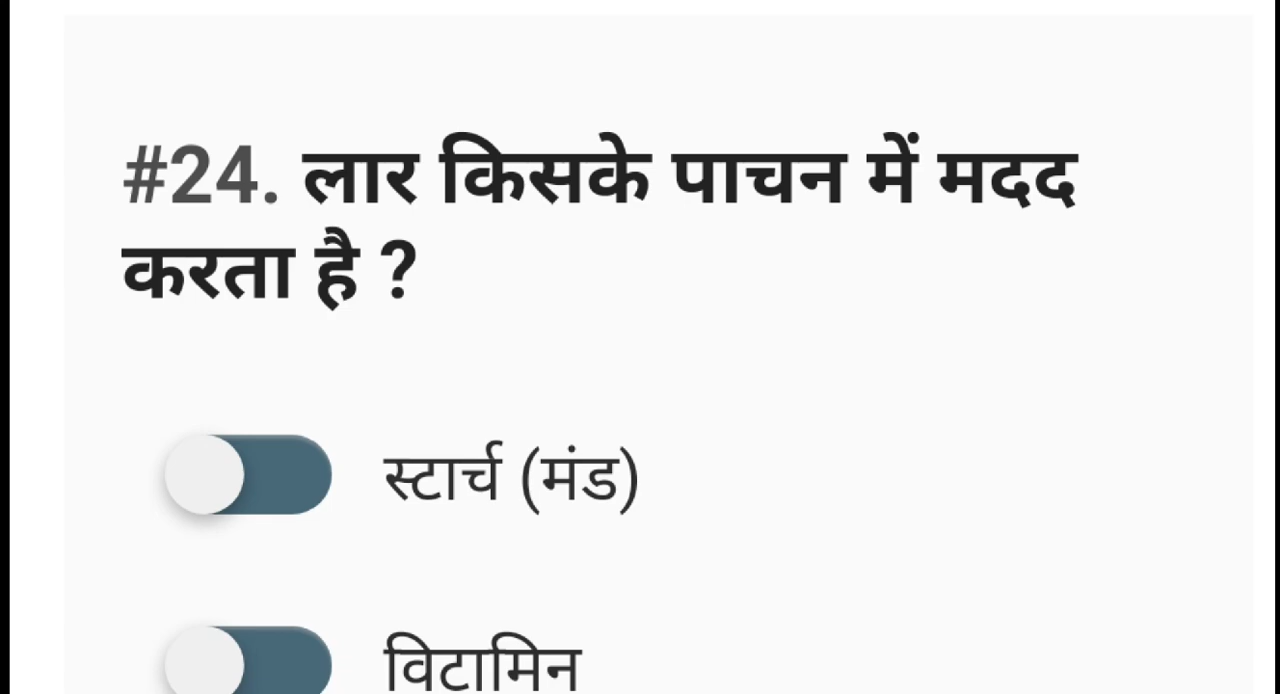 #24. लार किसके पाचन में मदद
करता है ?
स्टार्च (मंड)
विटामिन